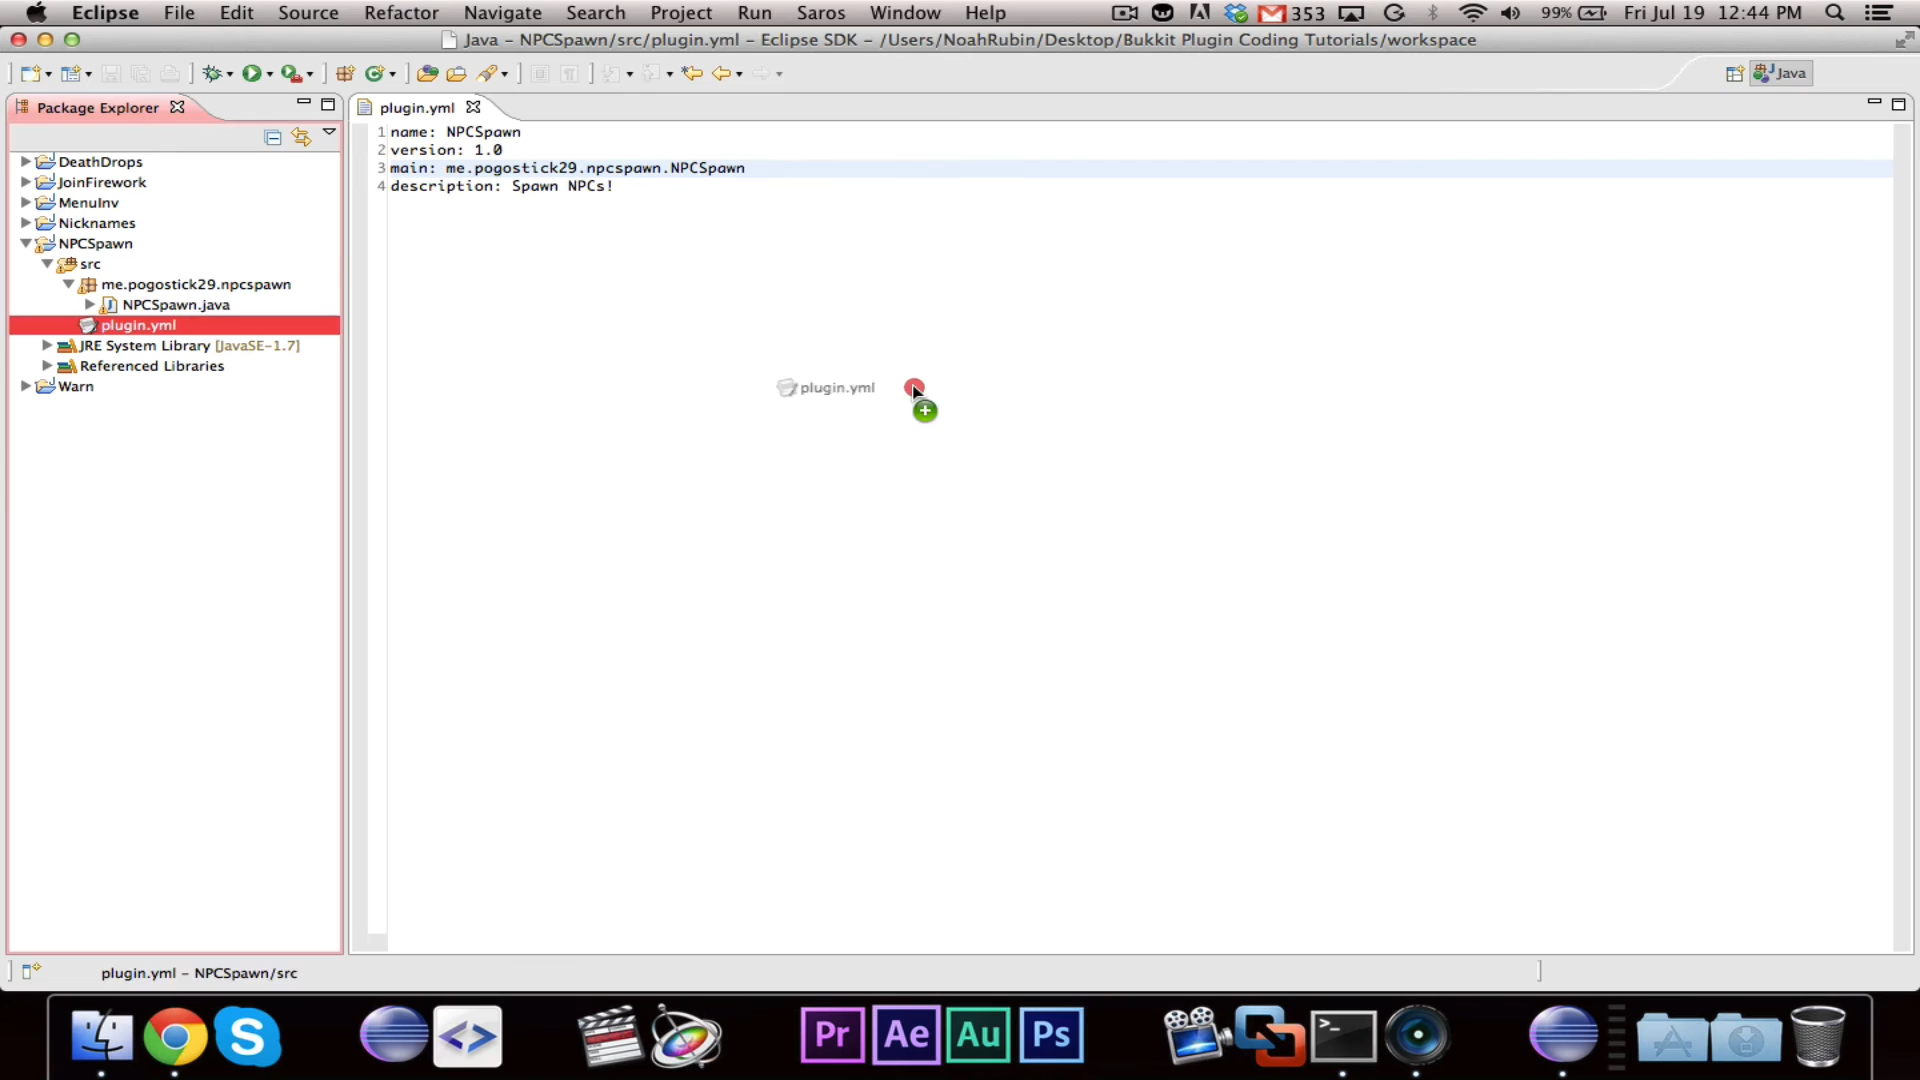 Eclipse File Edit Source Refactor Navigate Search Project Run Saros Window Help 353 99% Fri Jul 19 12:44 PM
Java – NPCSpawn/src/plugin.yml – Eclipse SDK – /Users/NoahRubin/Desktop/Bukkit Plugin Coding Tutorials/workspace
Java
Package Explorer
plugin.yml
DeathDrops
JoinFirework
MenuInv
Nicknames
NPCSpawn
src
me.pogostick29.npcspawn
NPCSpawn.java
plugin.yml
JRE System Library [JavaSE-1.7]
Referenced Libraries
Warn
1 name: NPCSpawn
2 version: 1.0
3 main: me.pogostick29.npcspawn.NPCSpawn
4 description: Spawn NPCs!
plugin.yml
plugin.yml – NPCSpawn/src
S Pr Ae Au Ps